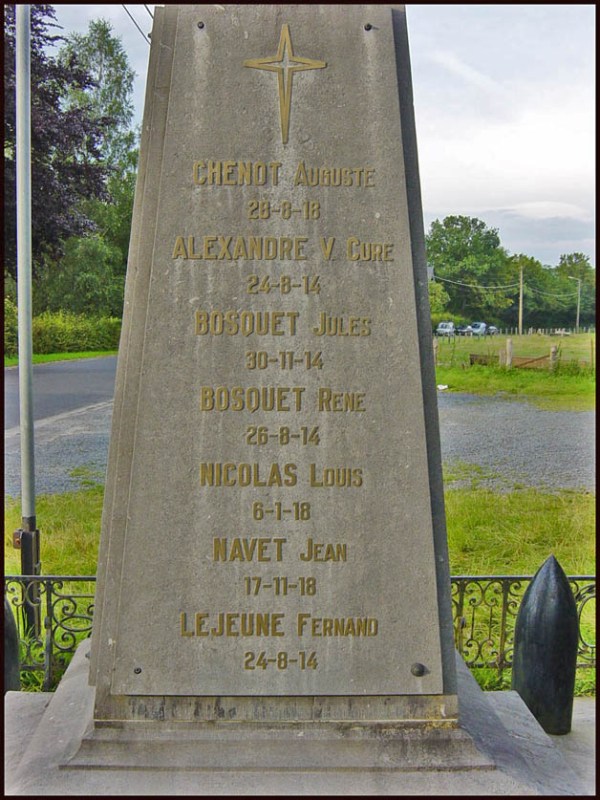 CHENOT AUGUSTE
28-8-18
ALEXANDRE V. CURE
24-8-14
BOSQUET JULES
30-11-14
BOSQUET RENE
26-8-14
NICOLAS LOUIS
6-1-18
NAVET JEAN
17-11-18
LEJEUNE FERNAND
24-8-14